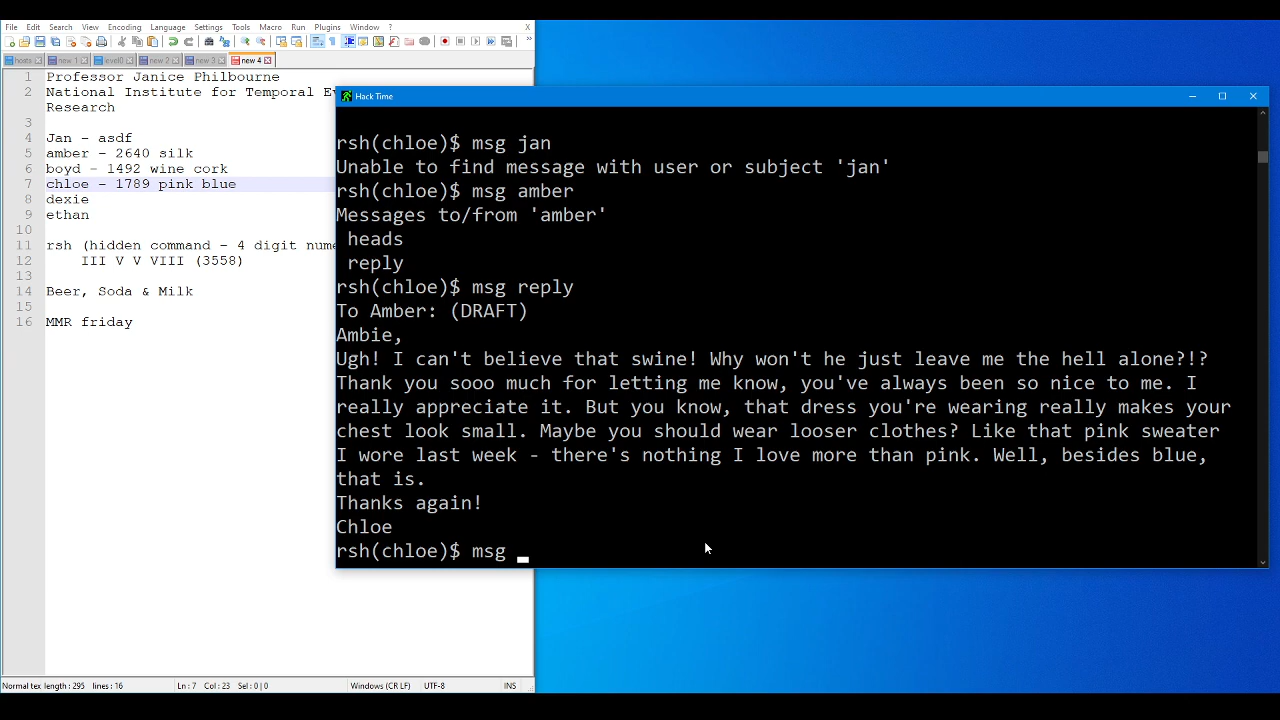 File Edit Search View Encoding Language Settings Tools Macro Run Plugins Window ? X
hosts new 1 level0 new 2 new 3 new 4
1 Professor Janice Philbourne
2 National Institute for Temporal
Research
3
4 Jan - asdf
5 amber - 2640 silk
6 boyd - 1492 wine cork
7 chloe - 1789 pink blue
8 dexie
9 ethan
10
11 rsh (hidden command - 4 digit
12 III V V VIII (3558)
13
14 Beer, Soda & Milk
15
16 MMR friday
Normal tex length : 295 lines : 16 Ln : 7 Col : 23 Sel : 0 | 0 Windows (CR LF) UTF-8 INS
Hack Time
rsh(chloe)$ msg jan
Unable to find message with user or subject 'jan'
rsh(chloe)$ msg amber
Messages to/from 'amber'
heads
reply
rsh(chloe)$ msg reply
To Amber: (DRAFT)
Ambie,
Ugh! I can't believe that swine! Why won't he just leave me the hell alone?!?
Thank you sooo much for letting me know, you've always been so nice to me. I
really appreciate it. But you know, that dress you're wearing really makes your
chest look small. Maybe you should wear looser clothes? Like that pink sweater
I wore last week - there's nothing I love more than pink. Well, besides blue,
that is.
Thanks again!
Chloe
rsh(chloe)$ msg _